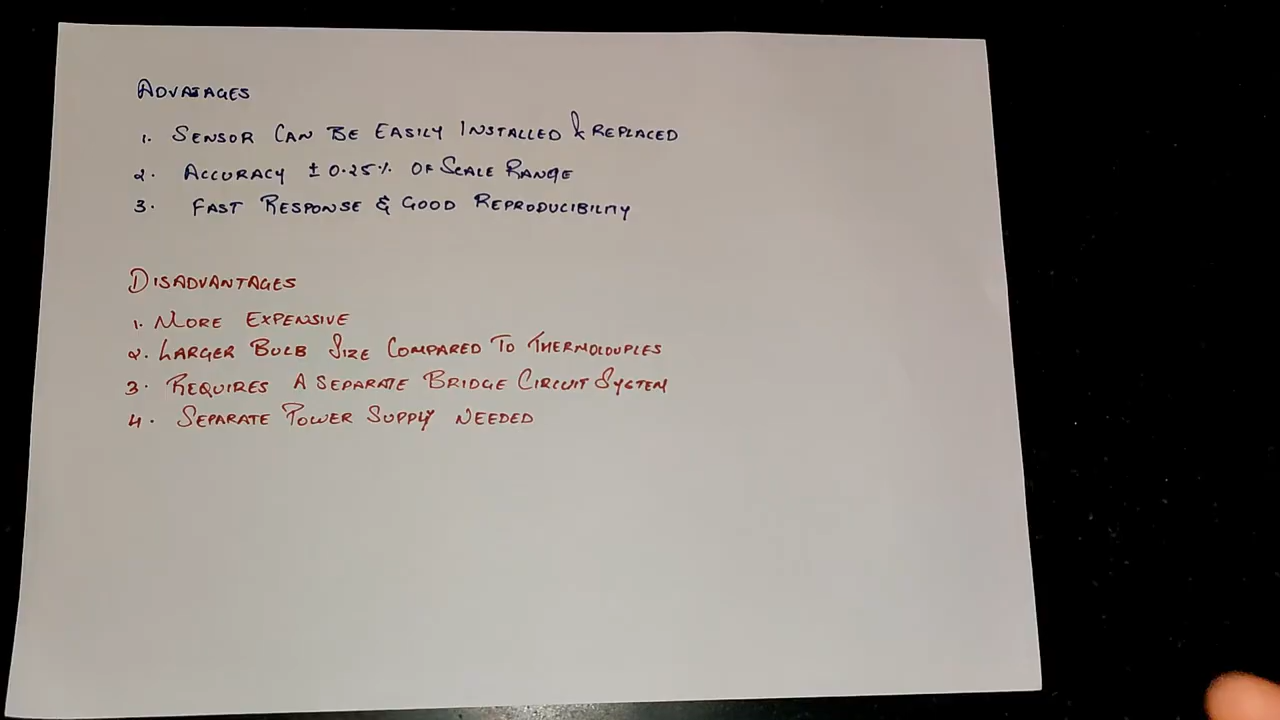 ADVATAGES
1. SENSOR CAN BE EASILY INSTALLED & REPLACED
2. ACCURACY ± 0.25% OF SCALE RANGE
3. FAST RESPONSE & GOOD REPRODUCIBILITY
DISADVANTAGES
1. MORE EXPENSIVE
2. LARGER BULB SIZE COMPARED TO THERMOCOUPLES
3. REQUIRES A SEPARATE BRIDGE CIRCUIT SYSTEM
4. SEPARATE POWER SUPPLY NEEDED